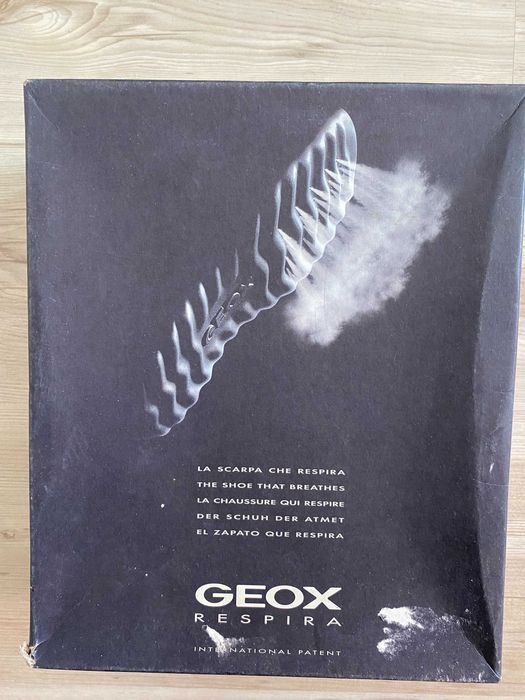 GEOX
LA SCARPA CHE RESPIRA
THE SHOE THAT BREATHES
LA CHAUSSURE QUI RESPIRE
DER SCHUH DER ATMET
EL ZAPATO QUE RESPIRA
GEOX
RESPIRA
INTERNATIONAL PATENT